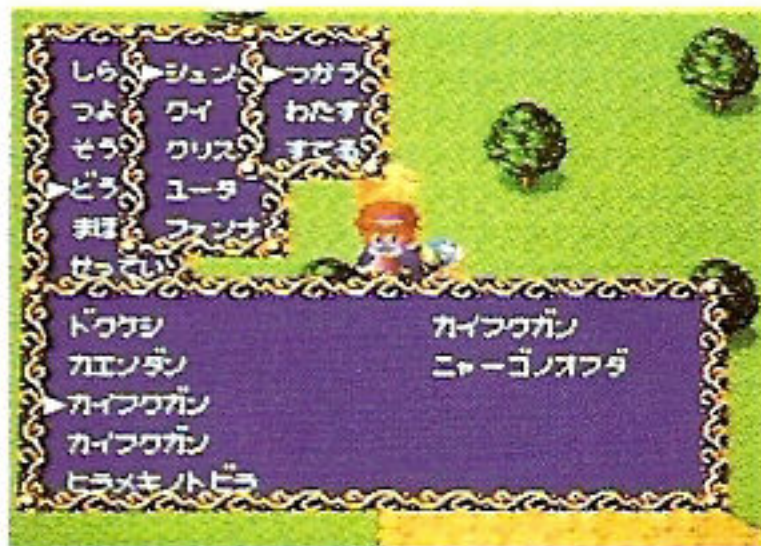 しら
つよ
そう
どう
まほ
せってい
シュン
クイ
クリス
ユータ
ファンナ
つかう
わたす
すてる
ドクケシ
カエンダン
カイフクガン
カイフクガン
ヒラメキノトビラ
カイフクガン
ニャーゴノオフダ